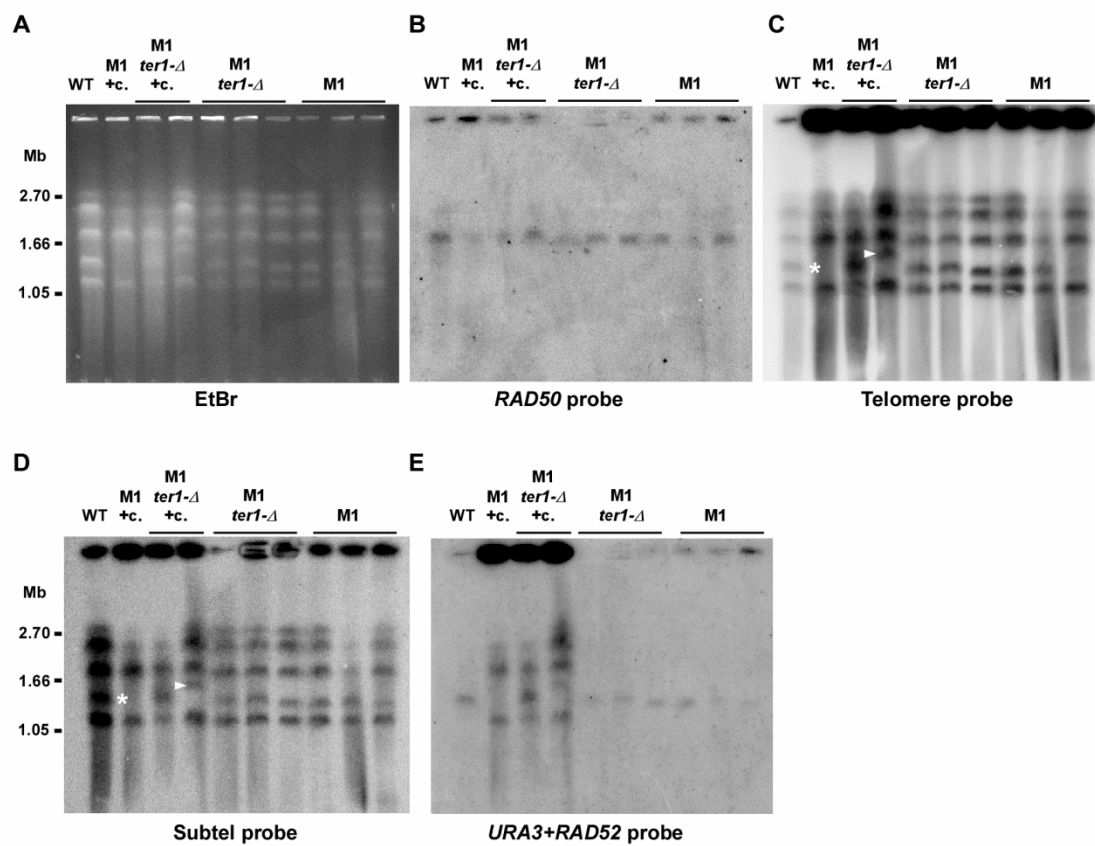 A
WT
M1
+c.
M1
ter1-Δ
+c.
M1
ter1-Δ
M1
Mb
2.70
1.66
1.05
EtBr
B
WT
M1
+c.
M1
ter1-Δ
+c.
M1
ter1-Δ
M1
RAD50 probe
C
WT
M1
+c.
M1
ter1-Δ
+c.
M1
ter1-Δ
M1
*
Telomere probe
D
WT
M1
+c.
M1
ter1-Δ
+c.
M1
ter1-Δ
M1
Mb
2.70
1.66
*
1.05
Subtel probe
E
WT
M1
+c.
M1
ter1-Δ
+c.
M1
ter1-Δ
M1
URA3+RAD52 probe